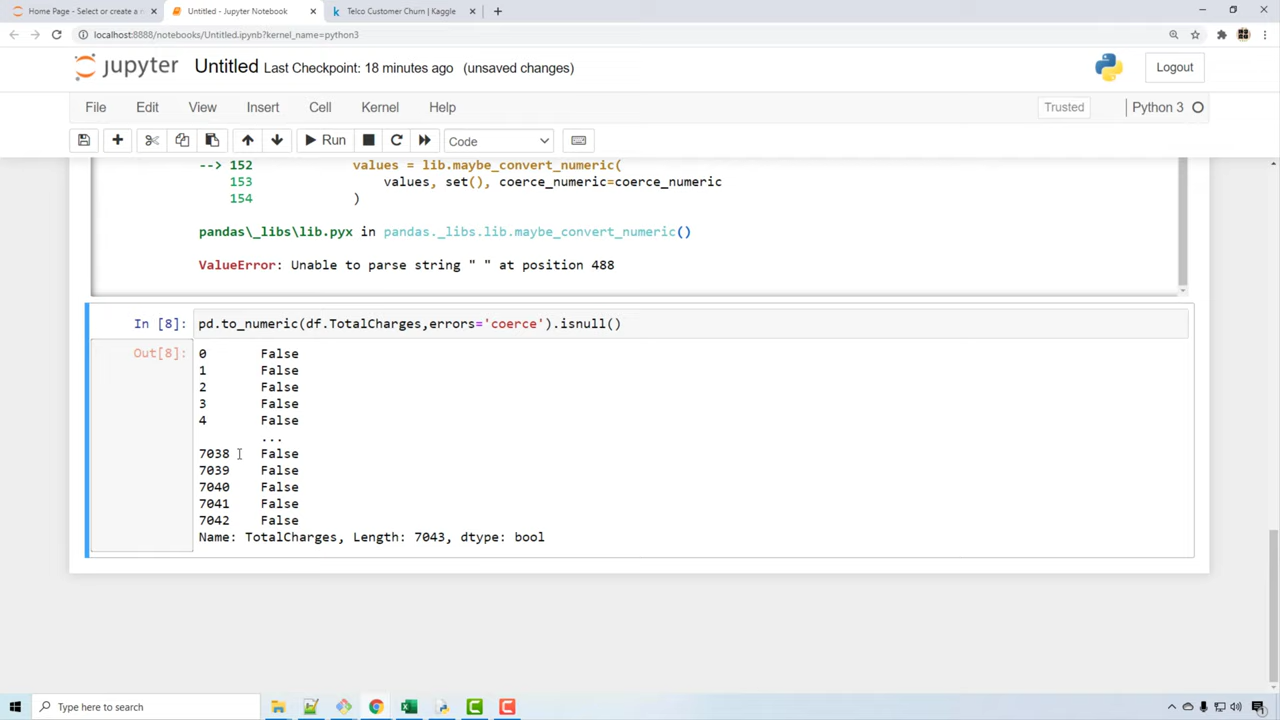 Home Page - Select or create a n
Untitled - Jupyter Notebook
Telco Customer Churn | Kaggle
localhost:8888/notebooks/Untitled.ipynb?kernel_name=python3
jupyter Untitled Last Checkpoint: 18 minutes ago (unsaved changes)
Logout
File Edit View Insert Cell Kernel Help
Trusted
Python 3
Run
Code
--> 152 values = lib.maybe_convert_numeric(
153 values, set(), coerce_numeric=coerce_numeric
154 )
pandas\_libs\lib.pyx in pandas._libs.lib.maybe_convert_numeric()
ValueError: Unable to parse string " " at position 488
In [8]: pd.to_numeric(df.TotalCharges,errors='coerce').isnull()
Out[8]: 0 False
1 False
2 False
3 False
4 False
...
7038 False
7039 False
7040 False
7041 False
7042 False
Name: TotalCharges, Length: 7043, dtype: bool
Type here to search